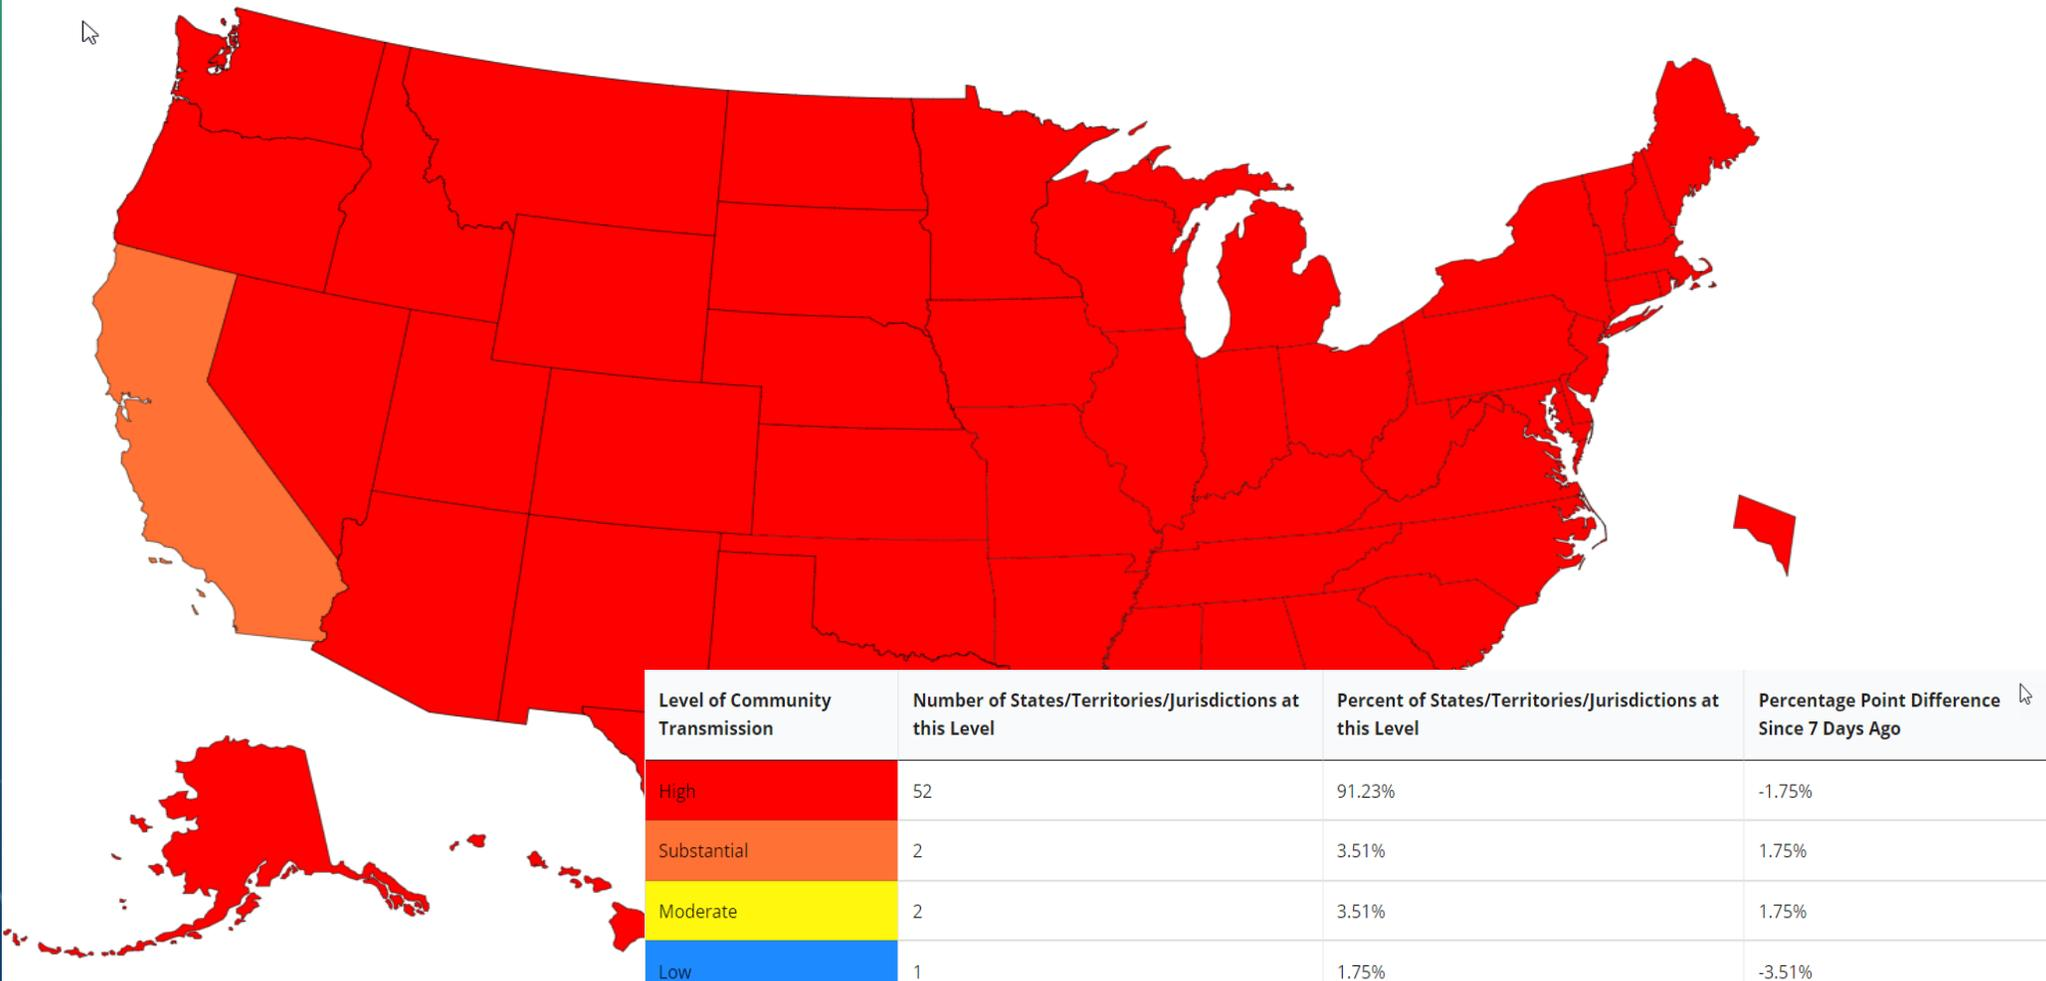 Level of Community
Transmission
Number of States/Territories/Jurisdictions at
this Level
Percent of States/Territories/Jurisdictions at
this Level
Percentage Point Difference
Since 7 Days Ago
High
52
91.23%
-1.75%
Substantial
2
3.51%
1.75%
Moderate
2
3.51%
1.75%
Low
1
1.75%
-3.51%